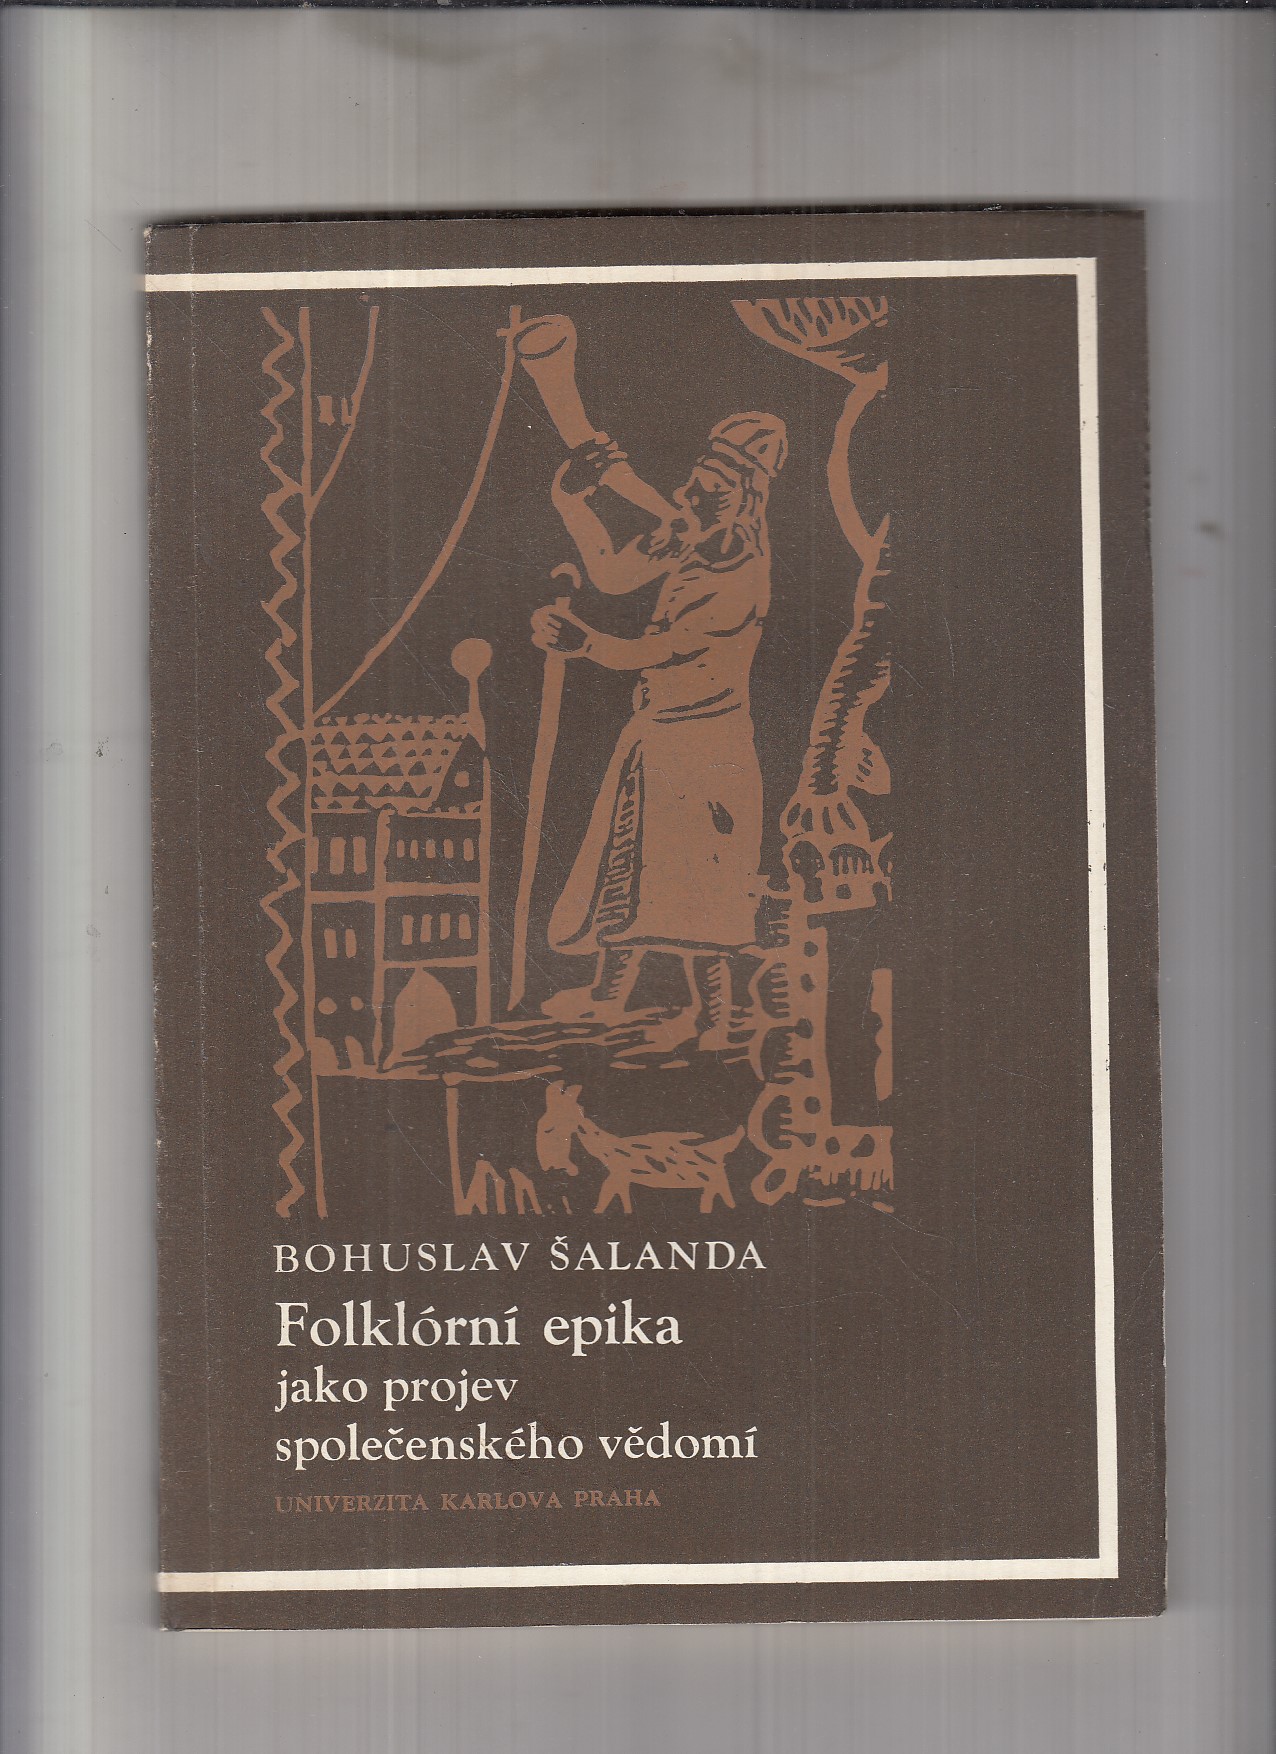 BOHUSLAV ŠALANDA
Folklórní epika
jako projev
společenského vědomí
UNIVERZITA KARLOVA PRAHA